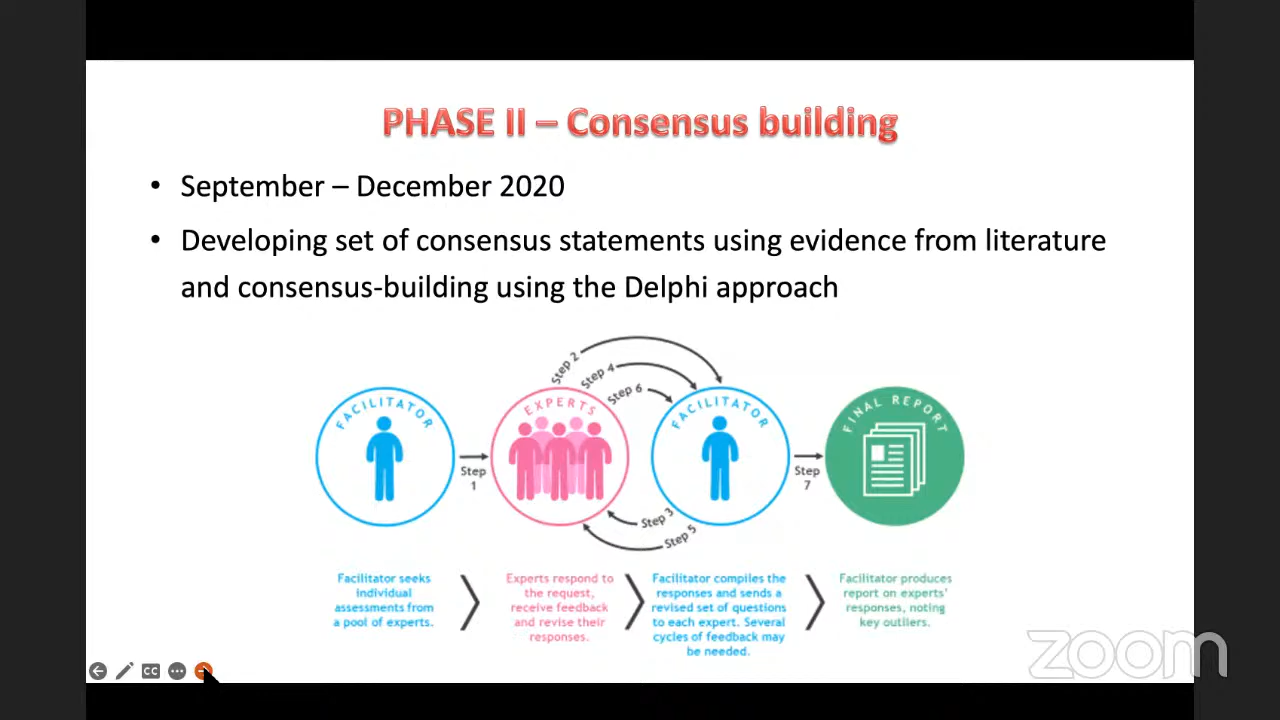 PHASE II – Consensus building
• September – December 2020
• Developing set of consensus statements using evidence from literature
and consensus-building using the Delphi approach
Step 2
Step 4
Step 6
FACILITATOR
EXPERTS
FACILITATOR
FINAL REPORT
Step
1
Step
7
Step 3
Step 5
Facilitator seeks
individual
assessments from
a pool of experts.
Experts respond to
the request,
receive feedback
and revise their
responses.
Facilitator compiles the
responses and sends a
revised set of questions
to each expert. Several
cycles of feedback may
be needed.
Facilitator produces
report on experts'
responses, noting
key outliers.
CC
zoom